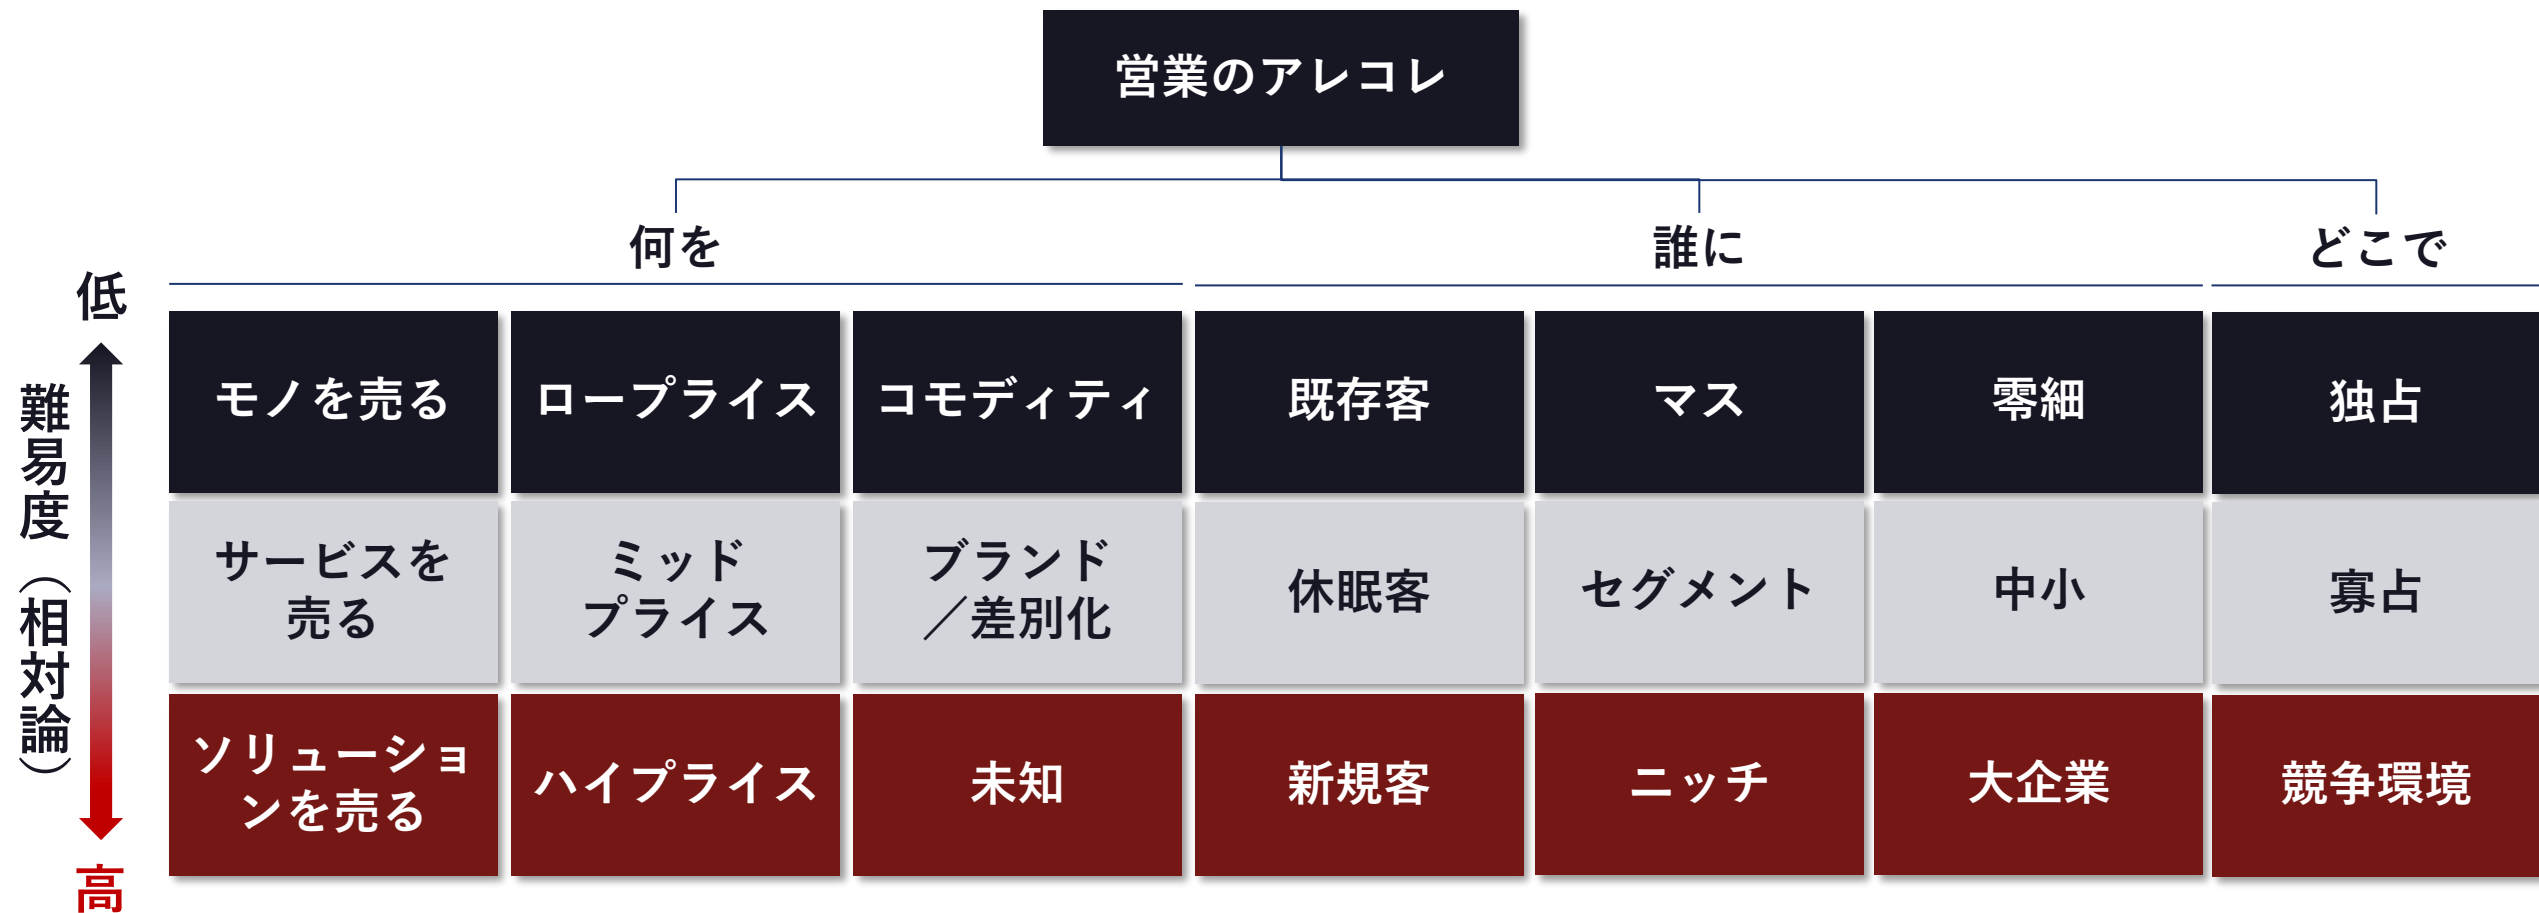 営業のアレコレ
何を
誰に
どこで
低
難易度（相対論）
高
モノを売る
ロープライス
コモディティ
既存客
マス
零細
独占
サービスを
売る
ミッド
プライス
ブランド
／差別化
休眠客
セグメント
中小
寡占
ソリューショ
ンを売る
ハイプライス
未知
新規客
ニッチ
大企業
競争環境